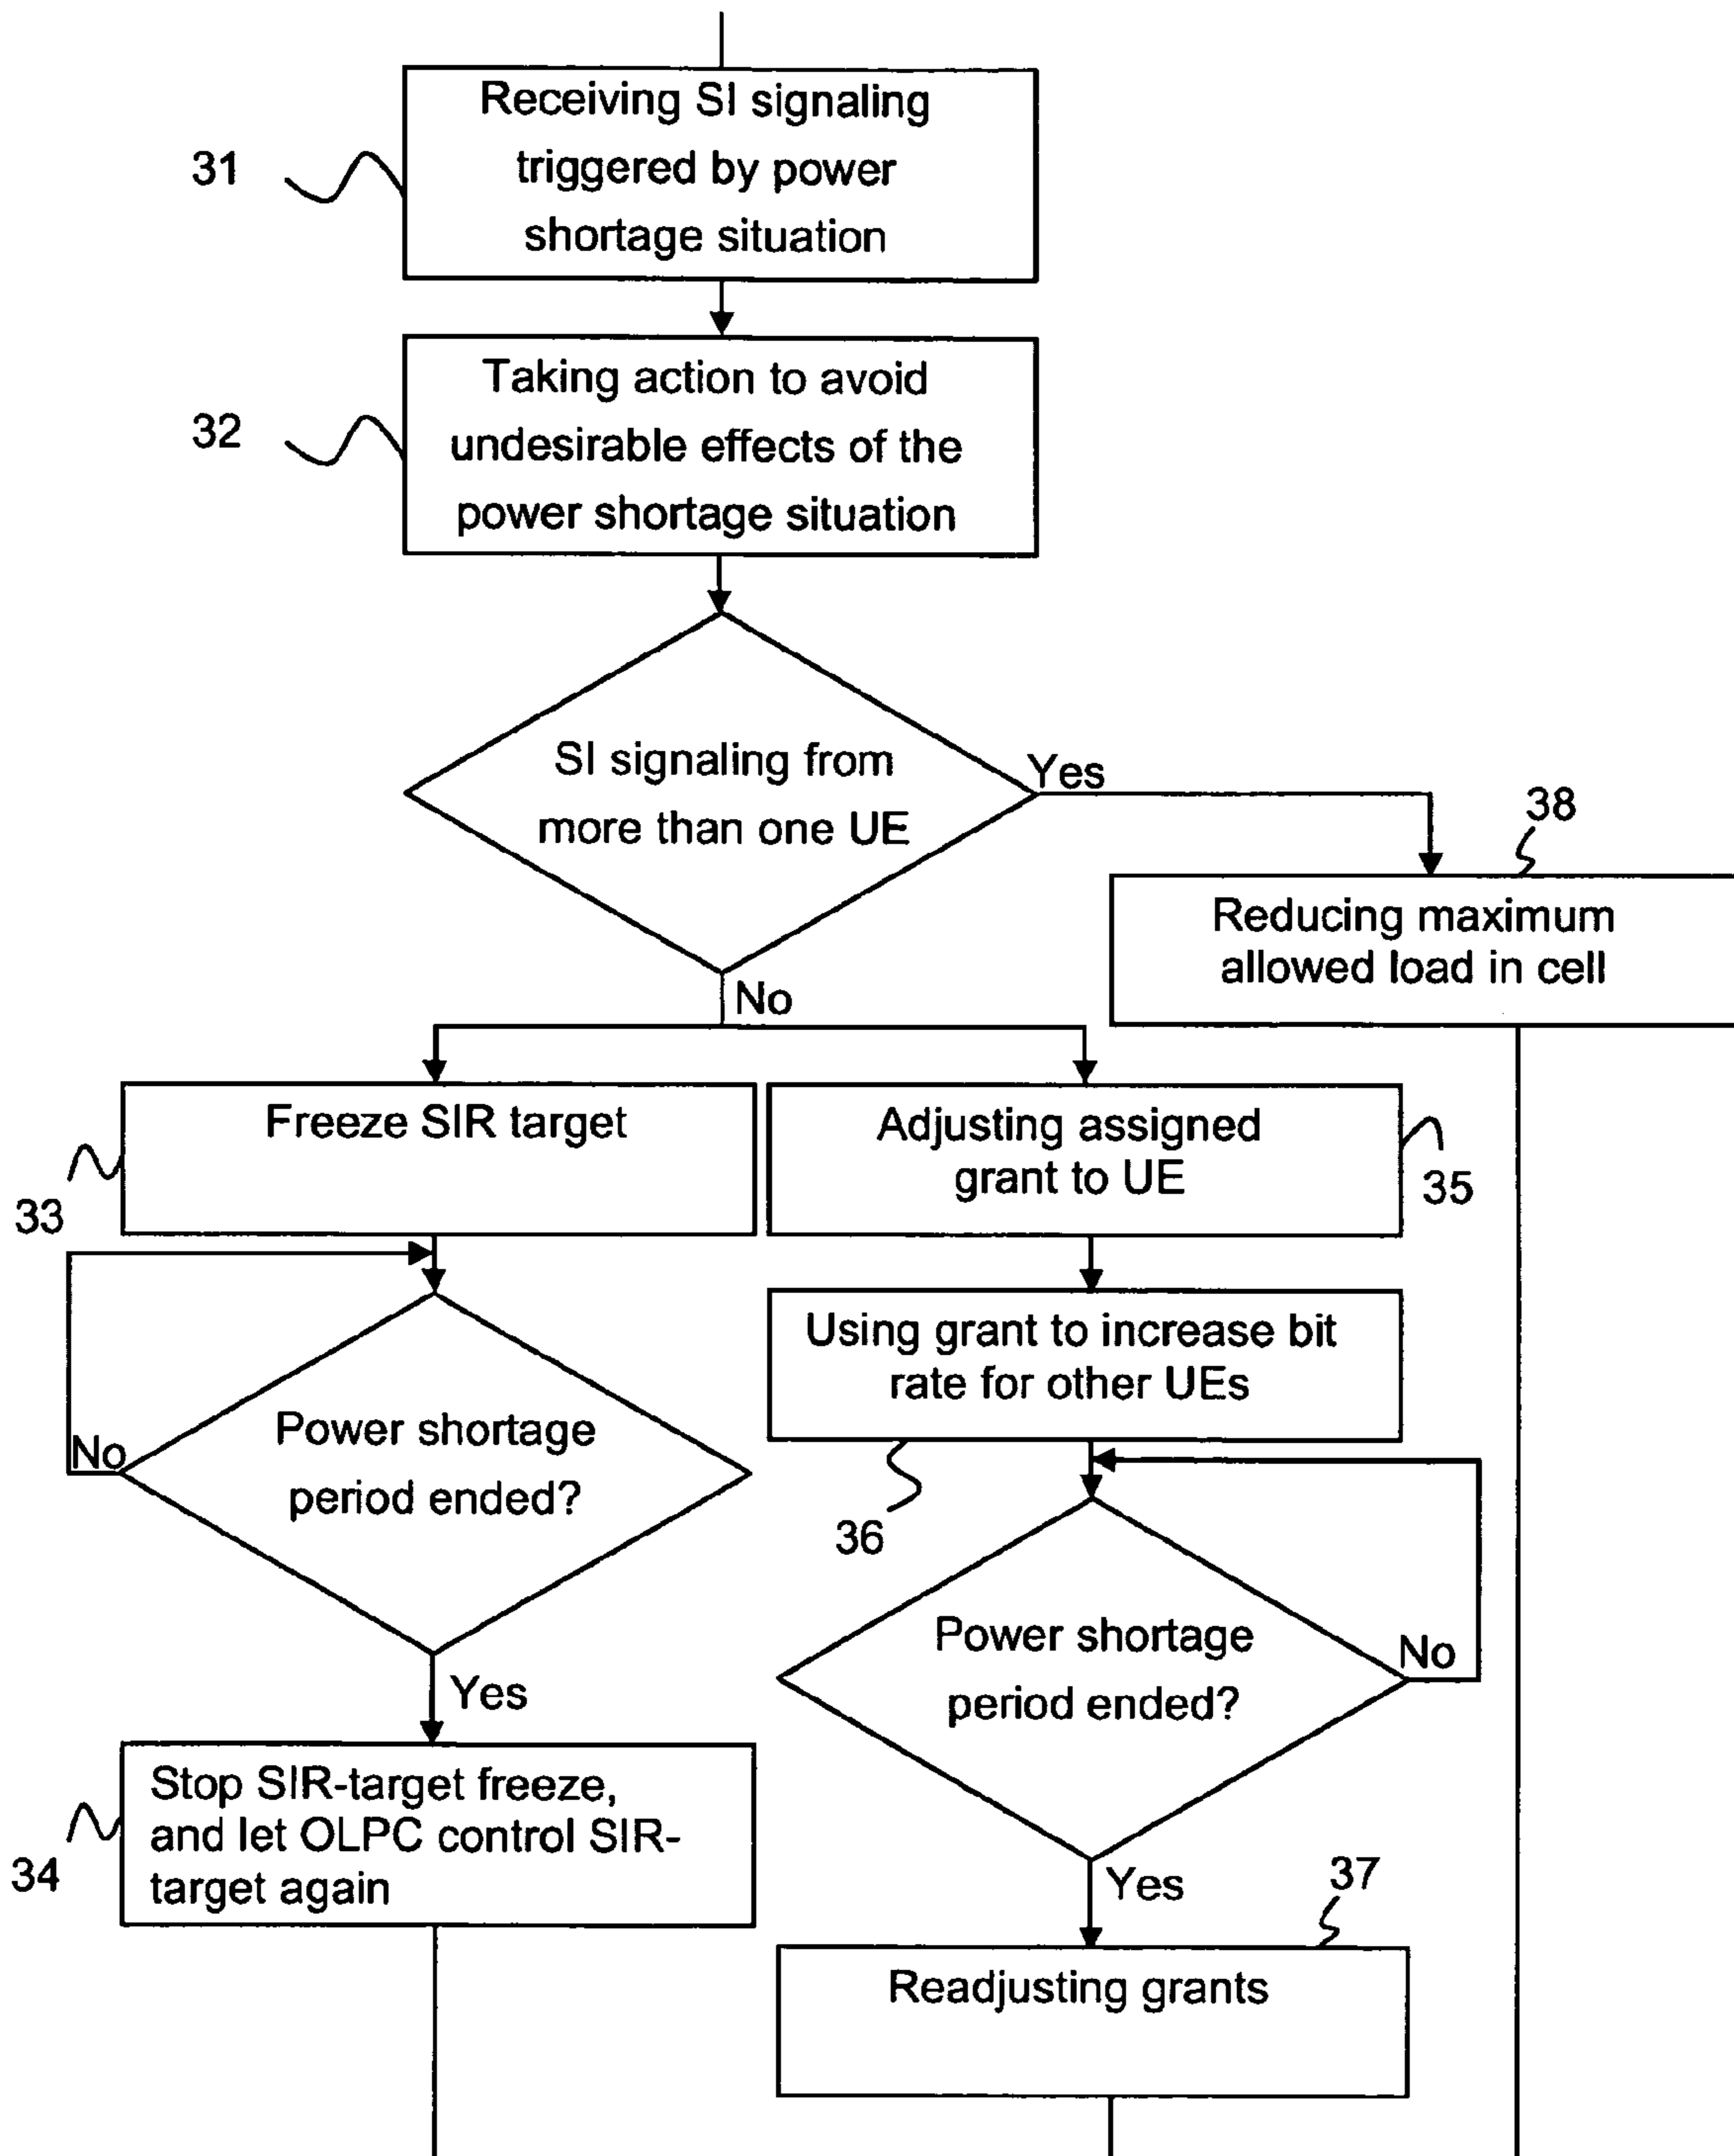 Receiving SI signaling
triggered by power
shortage situation
31
Taking action to avoid
undesirable effects of the
power shortage situation
32
SI signaling from
more than one UE
Yes
38
Reducing maximum
allowed load in cell
No
Freeze SIR target
33
Adjusting assigned
grant to UE
35
Using grant to increase bit
rate for other UEs
36
Power shortage
period ended?
No
Yes
Power shortage
period ended?
No
Yes
Stop SIR-target freeze,
and let OLPC control SIR-
target again
34
37
Readjusting grants